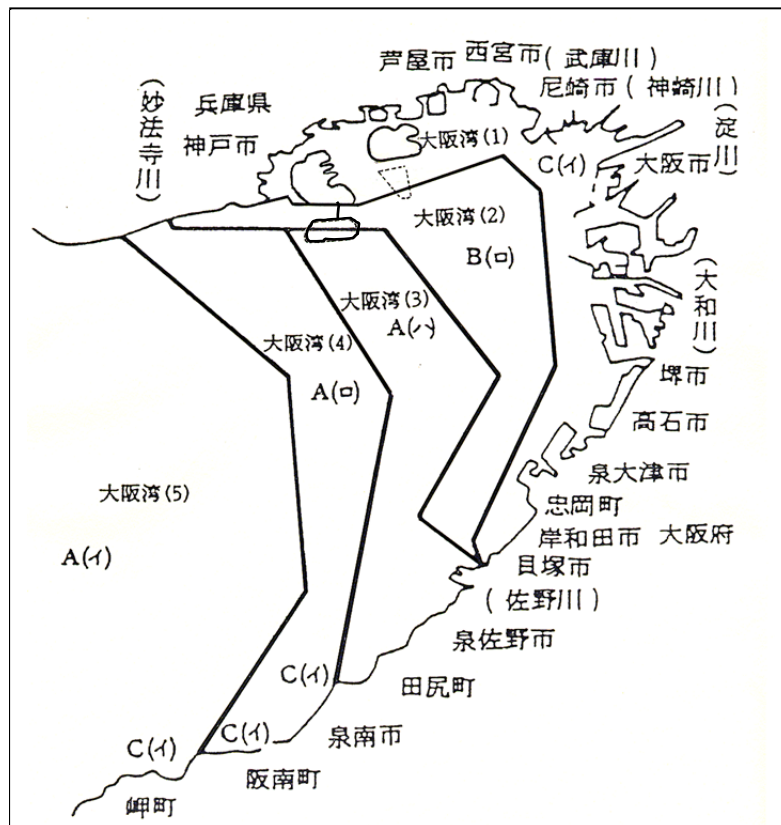 西宮市(武庫川)
芦屋市
尼崎市(神崎川)
(妙法寺川)
兵庫県
神戸市
大阪湾(1)
C(イ)
(淀川)
大阪市
大阪湾(2)
B(ロ)
(大和川)
大阪湾(3)
A(ハ)
大阪湾(4)
A(ロ)
堺市
高石市
泉大津市
大阪湾(5)
忠岡町
岸和田市 大阪府
A(イ)
貝塚市
(佐野川)
泉佐野市
C(イ)
田尻町
泉南市
C(イ)
C(イ)
阪南町
岬町